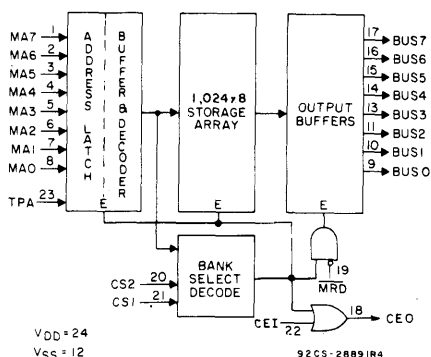 MA7 1
MA6 2
MA5 3
MA4 4
MA3 5
MA2 6
MA1 7
MA0 8
TPA 23
ADDRESS LATCH
BUFFER & DECODER
E
1,024x8
STORAGE
ARRAY
E
OUTPUT
BUFFERS
E
17 BUS7
16 BUS6
15 BUS5
14 BUS4
13 BUS3
11 BUS2
10 BUS1
9 BUS0
BANK
SELECT
DECODE
CS2 20
CS1 21
19
MRD
CEI
22
18 CEO
VDD = 24
VSS = 12
92CS-28891R4